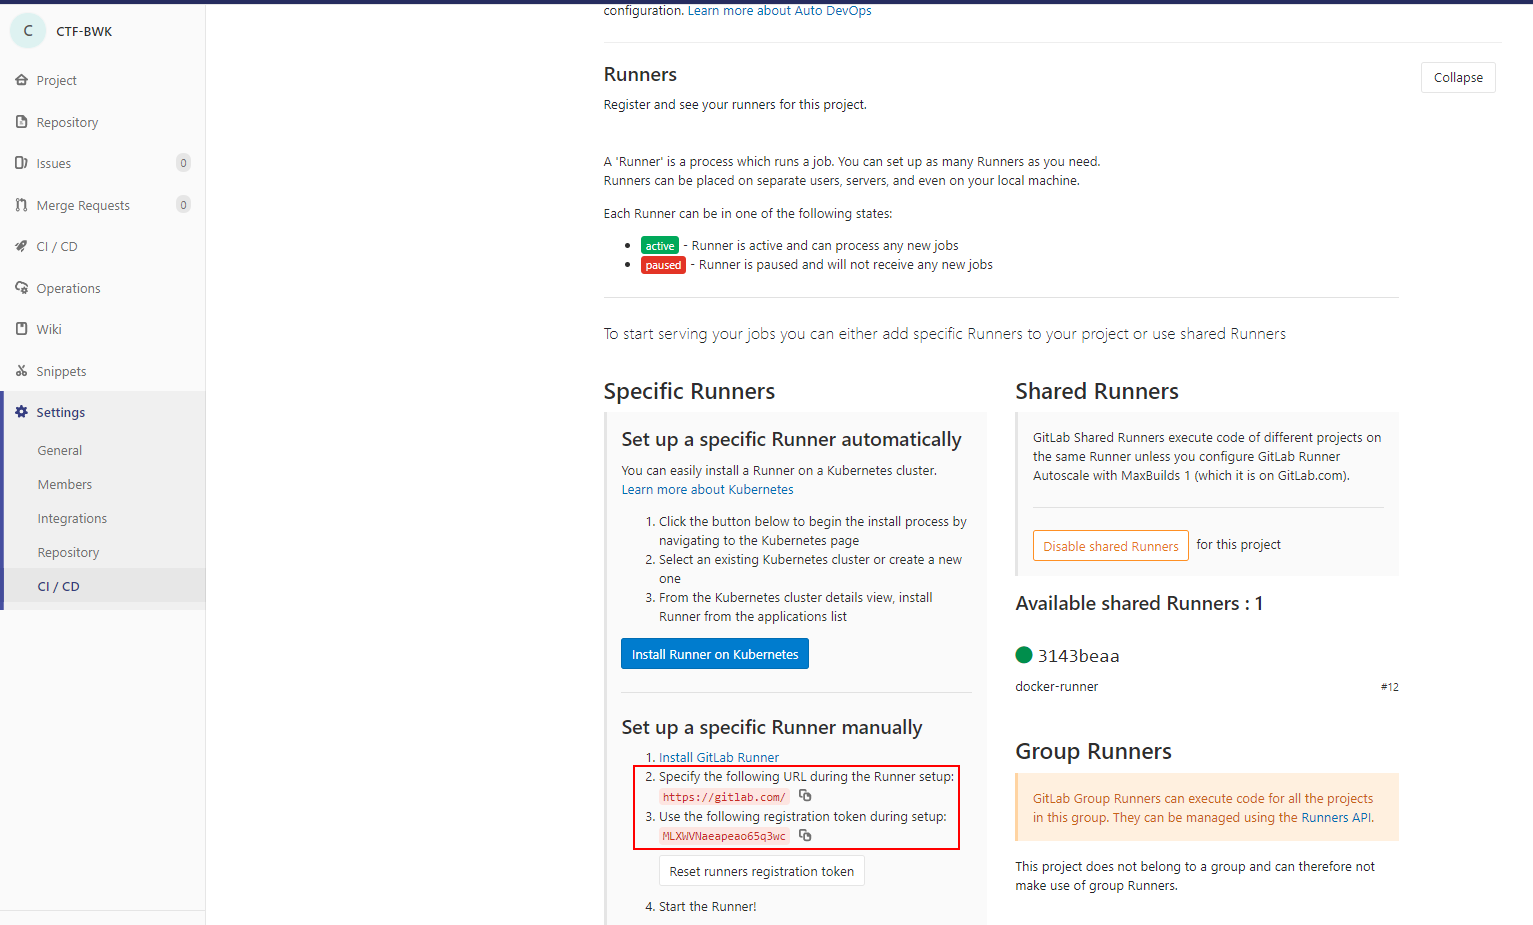 configuration. Learn more about Auto DevOps
C CTF-BWK
Project
Repository
Issues 0
Merge Requests 0
CI / CD
Operations
Wiki
Snippets
Settings
General
Members
Integrations
Repository
CI / CD
Runners
Collapse
Register and see your runners for this project.
A 'Runner' is a process which runs a job. You can set up as many Runners as you need.
Runners can be placed on separate users, servers, and even on your local machine.
Each Runner can be in one of the following states:
active - Runner is active and can process any new jobs
paused - Runner is paused and will not receive any new jobs
To start serving your jobs you can either add specific Runners to your project or use shared Runners
Specific Runners
Set up a specific Runner automatically
You can easily install a Runner on a Kubernetes cluster.
Learn more about Kubernetes
1. Click the button below to begin the install process by
navigating to the Kubernetes page
2. Select an existing Kubernetes cluster or create a new
one
3. From the Kubernetes cluster details view, install
Runner from the applications list
Install Runner on Kubernetes
Set up a specific Runner manually
1. Install GitLab Runner
2. Specify the following URL during the Runner setup:
https://gitlab.com/
3. Use the following registration token during setup:
MLXWVNaeapeao65q3wc
Reset runners registration token
4. Start the Runner!
Shared Runners
GitLab Shared Runners execute code of different projects on
the same Runner unless you configure GitLab Runner
Autoscale with MaxBuilds 1 (which it is on GitLab.com).
Disable shared Runners for this project
Available shared Runners : 1
3143beaa
docker-runner #12
Group Runners
GitLab Group Runners can execute code for all the projects
in this group. They can be managed using the Runners API.
This project does not belong to a group and can therefore not
make use of group Runners.